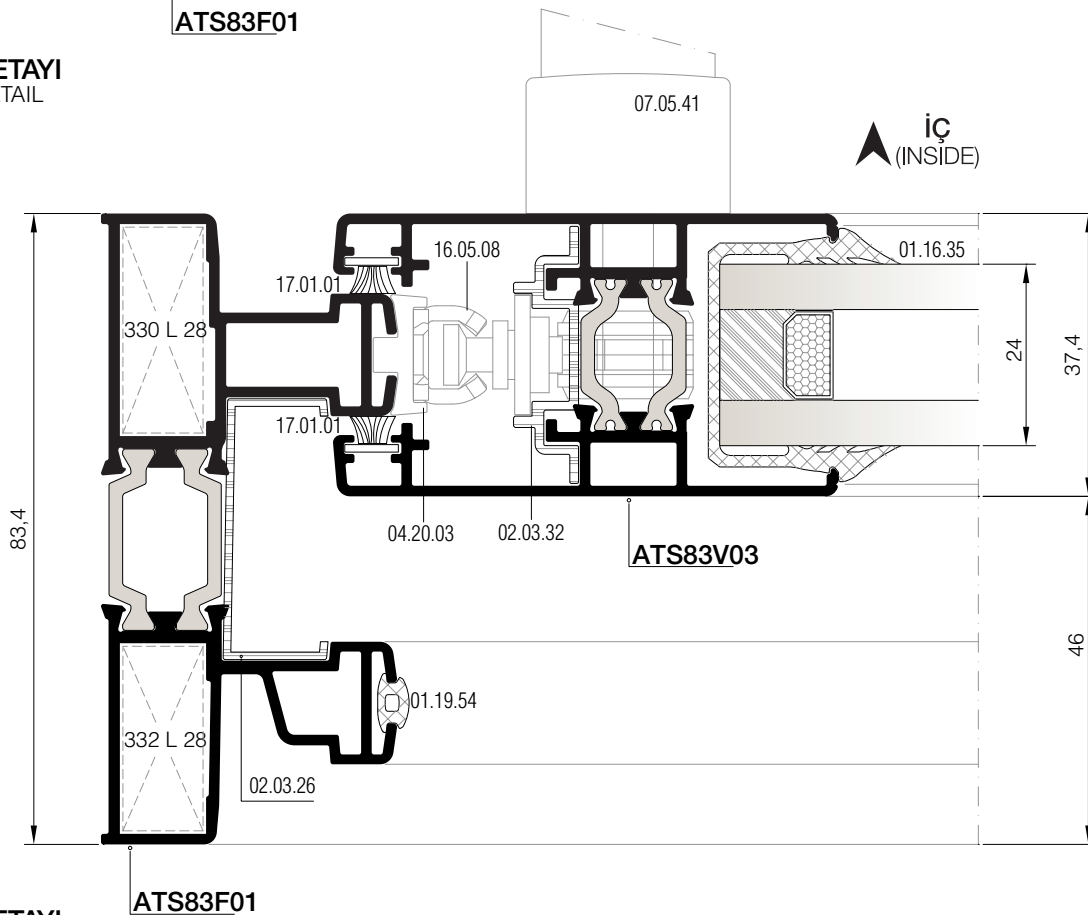 ATS83F01
ETAYI
TAIL
07.05.41
İÇ
(INSIDE)
16.05.08
01.16.35
17.01.01
330 L 28
24
37,4
17.01.01
83,4
04.20.03
02.03.32
ATS83V03
46
01.19.54
332 L 28
02.03.26
ATS83F01
ETAYI